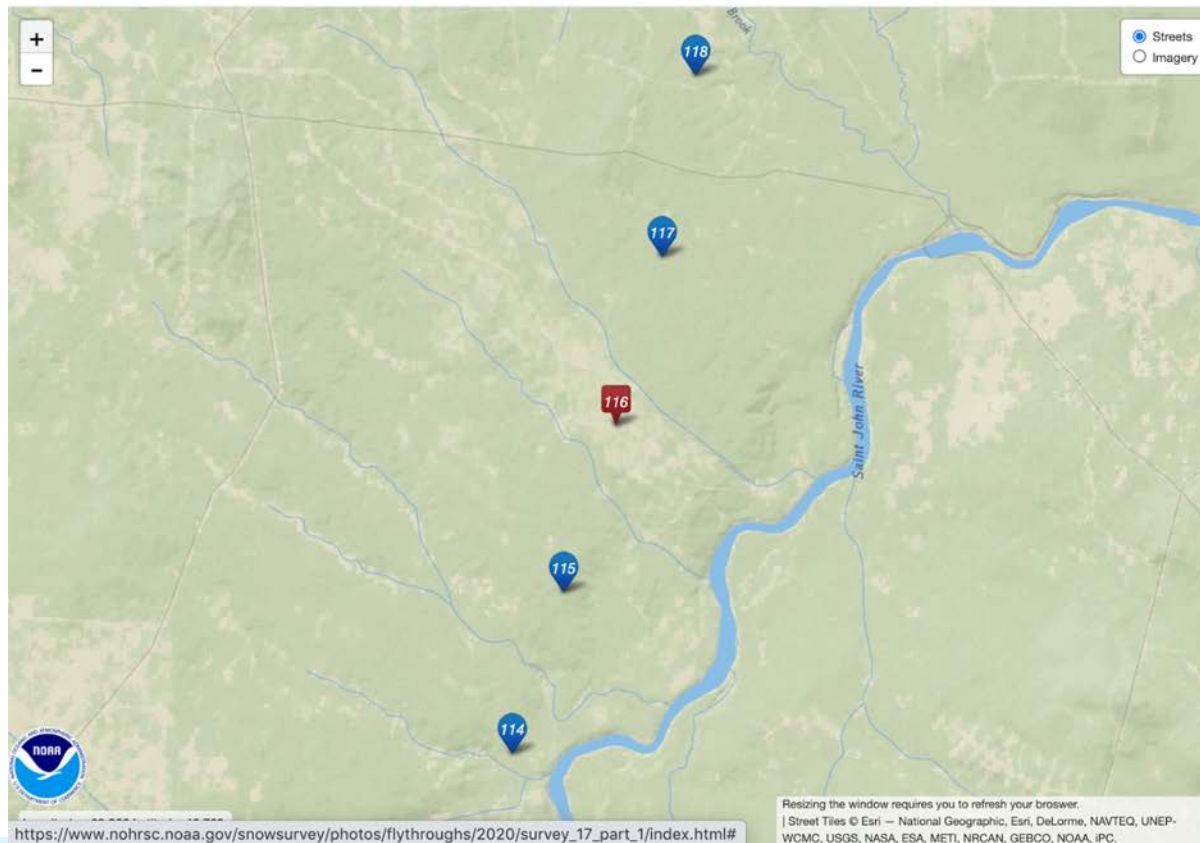 +
Brook
118
Streets
Imagery
−
117
116
Saint John River
115
114
NOAA
Resizing the window requires you to refresh your broswer.
| Street Tiles © Esri — National Geographic, Esri, DeLorme, NAVTEQ, UNEP-
WCMC, USGS, NASA, ESA, METI, NRCAN, GEBCO, NOAA, iPC.
https://www.nohrsc.noaa.gov/snowsurvey/photos/flythroughs/2020/survey_17_part_1/index.html#